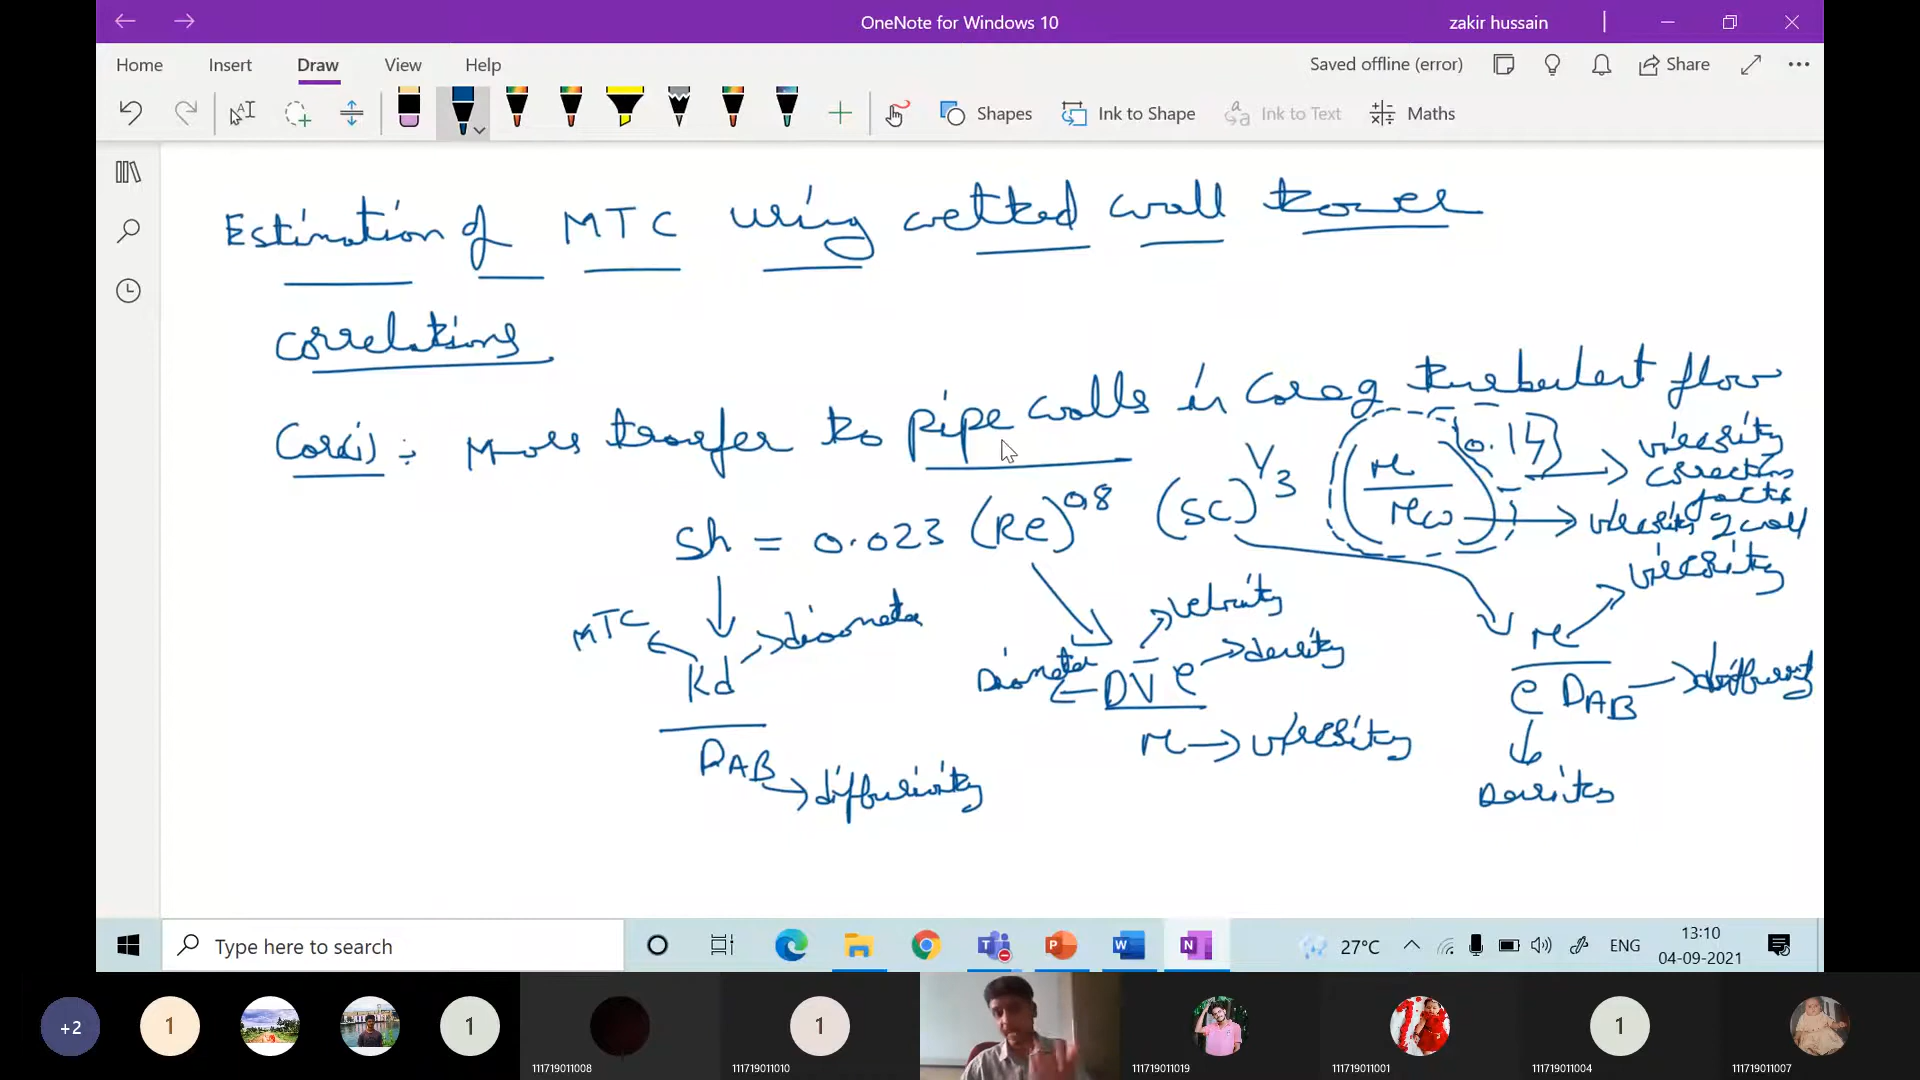 OneNote for Windows 10
zakir hussain
Home Insert Draw View Help
Saved offline (error)
Share
Shapes
Ink to Shape
Ink to Text
Maths
Estimation of MTC using wetted wall tower
correlations
Cor(i) : Mass transfer to pipe walls in turbulent flow
Sh = 0.023 (Re)^0.8 (Sc)^1/3 (μ/μw)^0.14
viscosity
correction
factor
viscosity @ wall
MTC
diameter
Kd
DAB
diffusivity
Diameter
velocity
density
DVρ
μ → viscosity
viscosity
μ
ρ DAB
diffusivity
Density
Type here to search
27°C
ENG
13:10
04-09-2021
+2
1
1
1
1
111719011008
111719011010
111719011019
111719011001
111719011004
111719011007